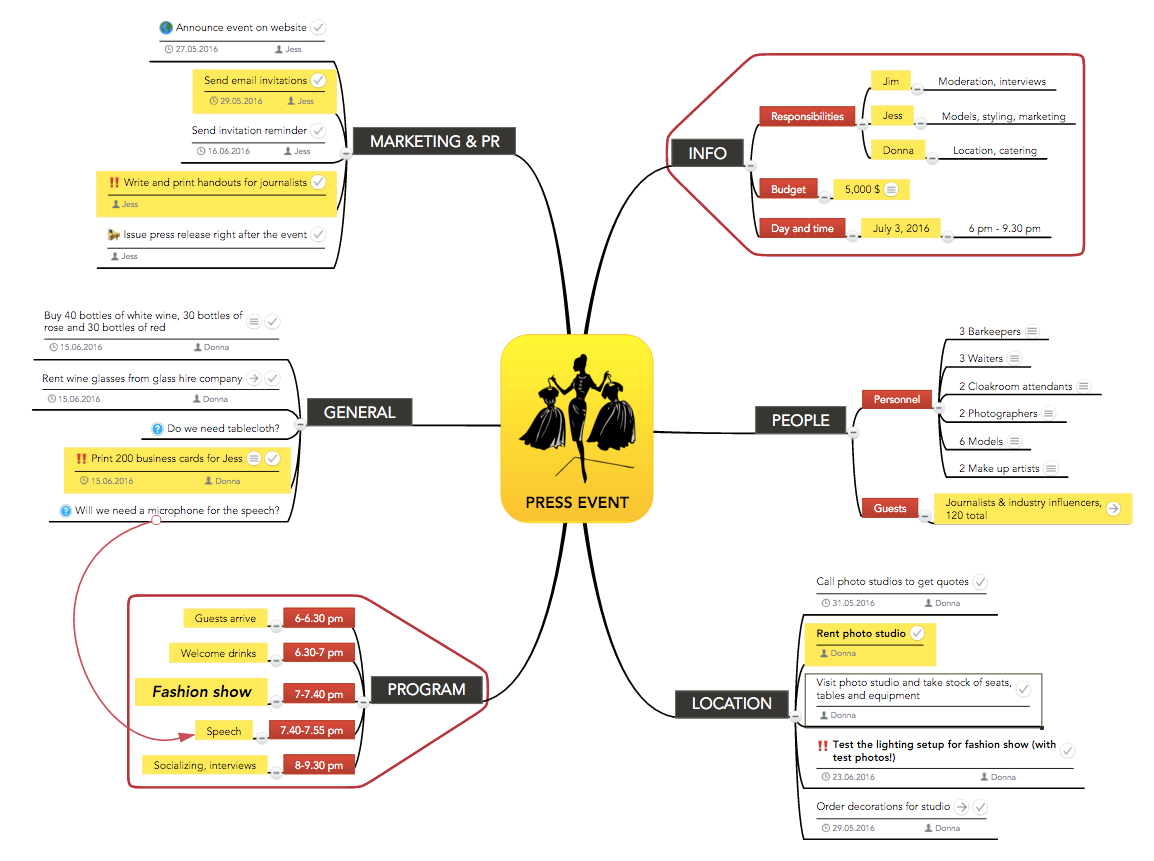 PRESS EVENT
MARKETING & PR
Announce event on website
27.05.2016 Jess
Send email invitations
29.05.2016 Jess
Send invitation reminder
16.06.2016 Jess
!! Write and print handouts for journalists
Jess
Issue press release right after the event
Jess
GENERAL
Buy 40 bottles of white wine, 30 bottles of
rose and 30 bottles of red
15.06.2016 Donna
Rent wine glasses from glass hire company
15.06.2016 Donna
? Do we need tablecloth?
!! Print 200 business cards for Jess
15.06.2016 Donna
? Will we need a microphone for the speech?
PROGRAM
6-6.30 pm
Guests arrive
6.30-7 pm
Welcome drinks
7-7.40 pm
Fashion show
7.40-7.55 pm
Speech
8-9.30 pm
Socializing, interviews
INFO
Responsibilities
Jim
Moderation, interviews
Jess
Models, styling, marketing
Donna
Location, catering
Budget
5,000 $
Day and time
July 3, 2016
6 pm - 9.30 pm
PEOPLE
Personnel
3 Barkeepers
3 Waiters
2 Cloakroom attendants
2 Photographers
6 Models
2 Make up artists
Guests
Journalists & industry influencers,
120 total
LOCATION
Call photo studios to get quotes
31.05.2016 Donna
Rent photo studio
Donna
Visit photo studio and take stock of seats,
tables and equipment
Donna
!! Test the lighting setup for fashion show (with
test photos!)
23.06.2016 Donna
Order decorations for studio
29.05.2016 Donna